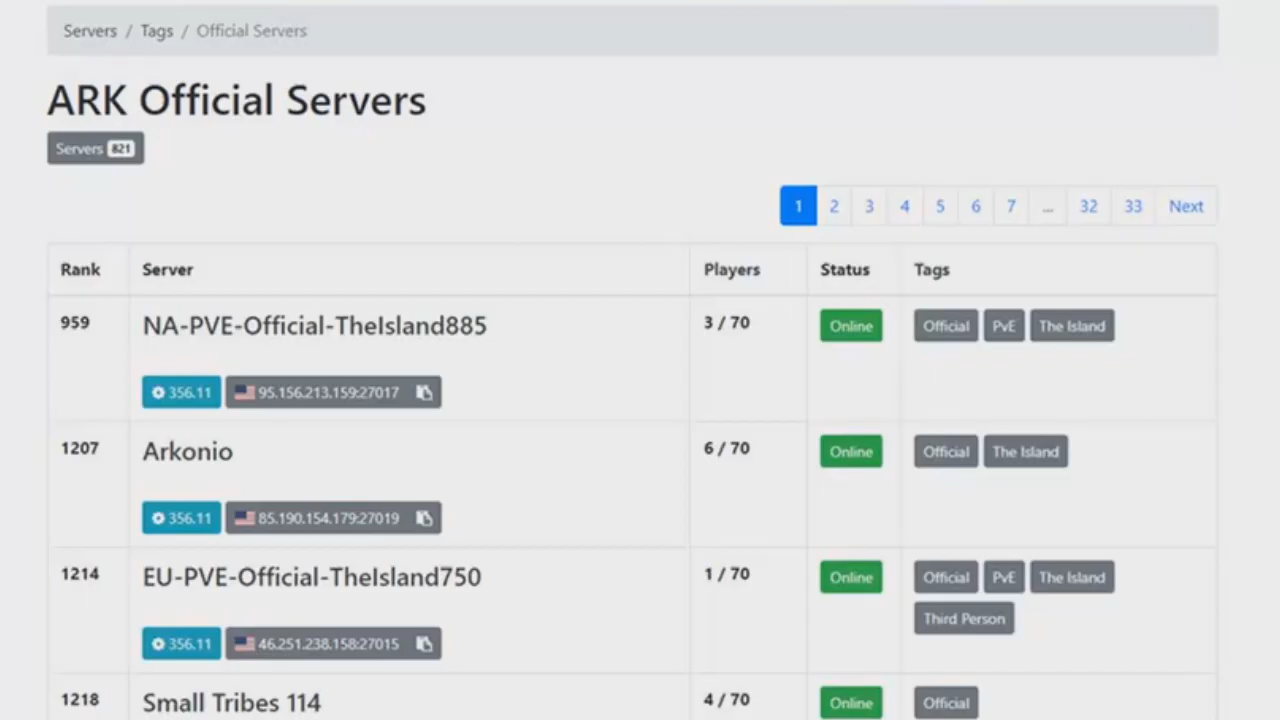 Servers / Tags / Official Servers
ARK Official Servers
Servers 821
1 2 3 4 5 6 7 ... 32 33 Next
Rank Server Players Status Tags
959 NA-PVE-Official-TheIsland885 3 / 70 Online Official PvE The Island
356.11 95.156.213.159:27017
1207 Arkonio 6 / 70 Online Official The Island
356.11 85.190.154.179:27019
1214 EU-PVE-Official-TheIsland750 1 / 70 Online Official PvE The Island
Third Person
356.11 46.251.238.158:27015
1218 Small Tribes 114 4 / 70 Online Official